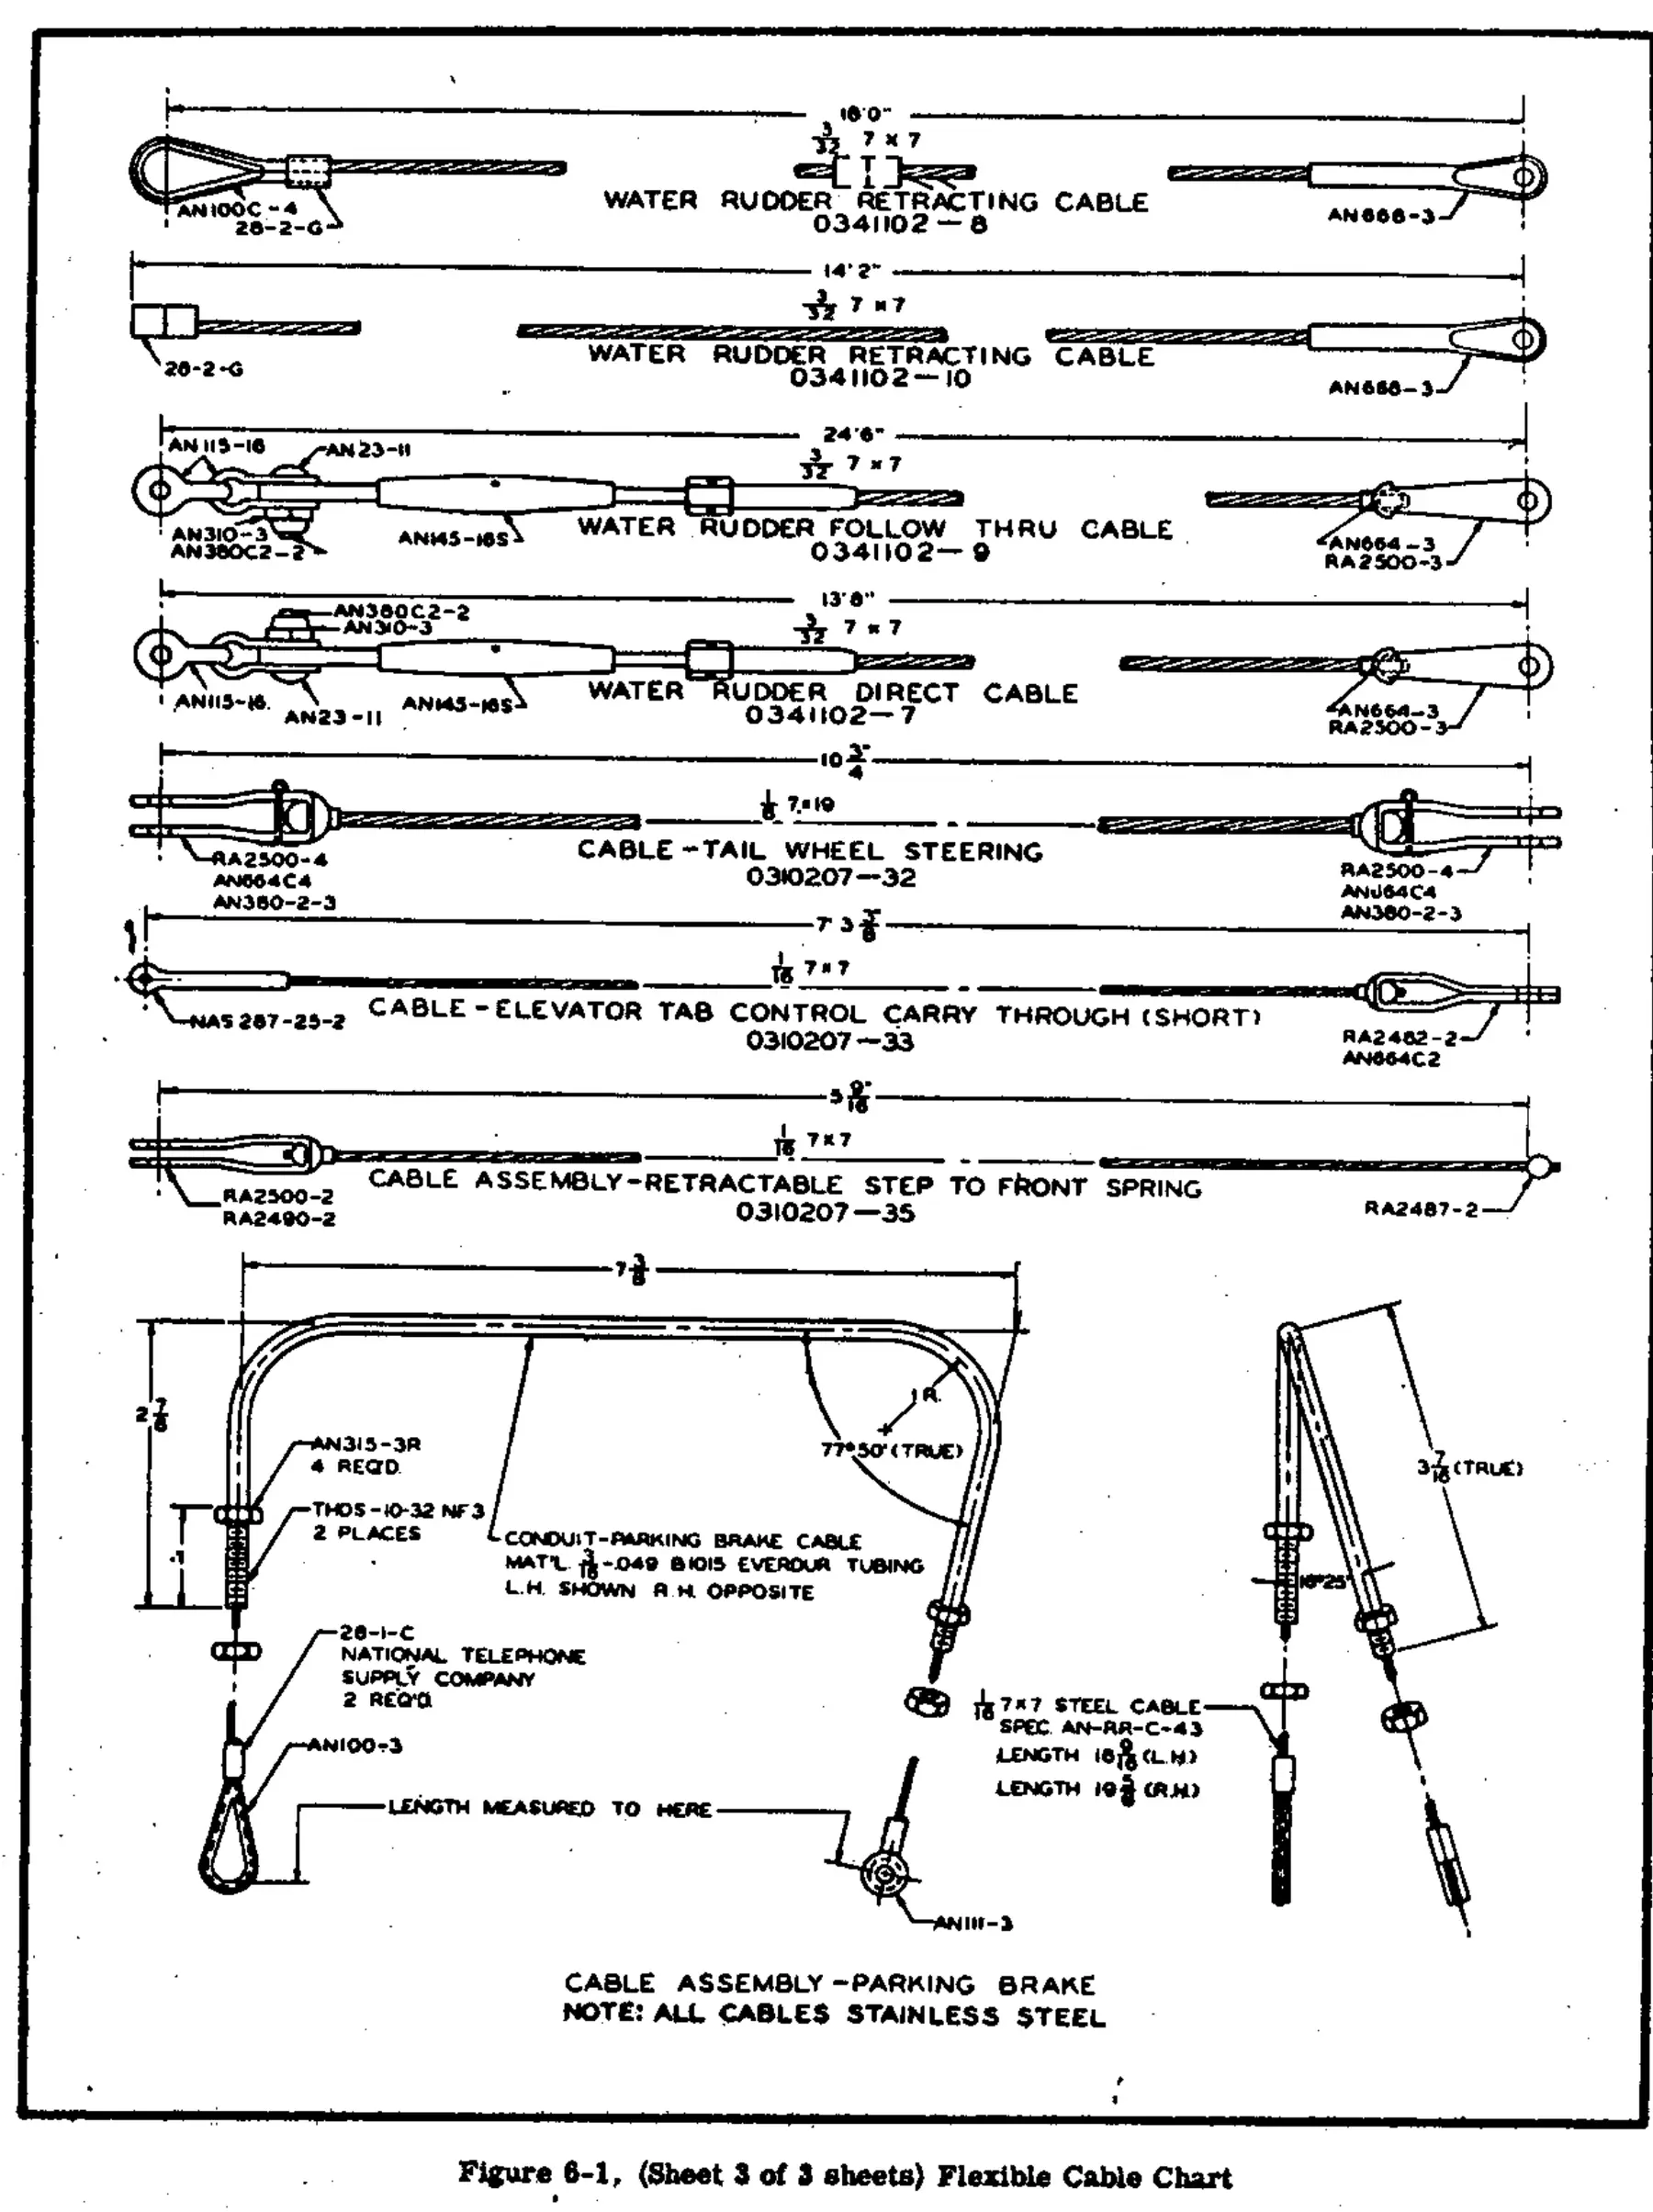 16'0"
3/32 7 × 7
AN100C-4
28-2-G
WATER RUDDER RETRACTING CABLE
0341102-8
AN668-3
14'2"
3/32 7 × 7
28-2-G
WATER RUDDER RETRACTING CABLE
0341102-10
AN668-3
24'6"
AN115-16
AN23-11
3/32 7 × 7
AN310-3
AN380C2-2
AN145-16S
WATER RUDDER FOLLOW THRU CABLE
0341102-9
AN664-3
RA2500-3
13'8"
AN380C2-2
AN310-3
3/32 7 × 7
AN115-16
AN23-11
AN145-16S
WATER RUDDER DIRECT CABLE
0341102-7
AN664-3
RA2500-3
10 3/4"
1/8 7×19
RA2500-4
AN664C4
AN380-2-3
CABLE-TAIL WHEEL STEERING
0310207-32
RA2500-4
AN664C4
AN380-2-3
7' 3 3/8"
1/16 7×7
NAS 287-25-2
CABLE-ELEVATOR TAB CONTROL CARRY THROUGH (SHORT)
0310207-33
RA2482-2
AN664C2
5 9/16"
1/16 7×7
RA2500-2
RA2490-2
CABLE ASSEMBLY-RETRACTABLE STEP TO FRONT SPRING
0310207-35
RA2487-2
7 3/8
2 7/8
1 R.
77°50'(TRUE)
3 7/16 (TRUE)
AN315-3R
4 REQ'D.
THDS-10-32 NF3
2 PLACES
CONDUIT-PARKING BRAKE CABLE
MAT'L. 3/16-.049 B1015 EVERDUR TUBING
L.H. SHOWN R.H. OPPOSITE
28-1-C
NATIONAL TELEPHONE
SUPPLY COMPANY
2 REQ'D.
AN100-3
1/16 7×7 STEEL CABLE
SPEC. AN-RR-C-43
LENGTH 18 9/16 (L.H.)
LENGTH 19 5/8 (R.H.)
LENGTH MEASURED TO HERE
AN111-3
CABLE ASSEMBLY-PARKING BRAKE
NOTE: ALL CABLES STAINLESS STEEL
Figure 6-1. (Sheet 3 of 3 sheets) Flexible Cable Chart